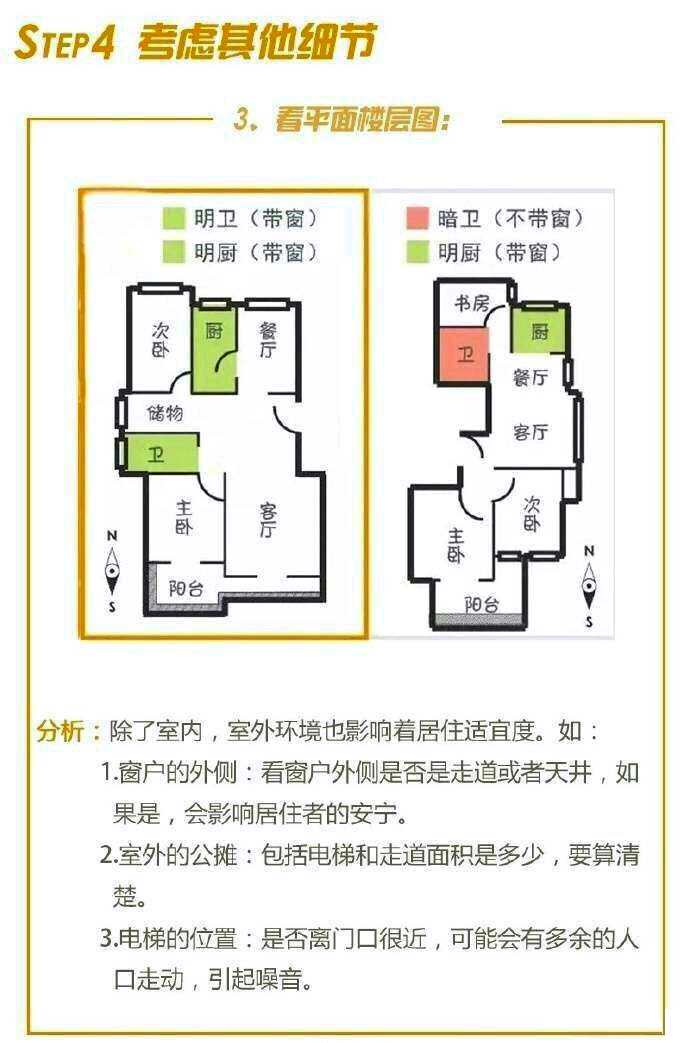 STEP4 考虑其他细节
3、看平面楼层图：
明卫（带窗）
明厨（带窗）
次卧
厨
餐厅
储物
卫
主卧
客厅
阳台
N
S
暗卫（不带窗）
明厨（带窗）
书房
厨
卫
餐厅
客厅
次卧
主卧
阳台
N
S
分析：除了室内，室外环境也影响着居住适宜度。如：
1.窗户的外侧：看窗户外侧是否是走道或者天井，如
果是，会影响居住者的安宁。
2.室外的公摊：包括电梯和走道面积是多少，要算清
楚。
3.电梯的位置：是否离门口很近，可能会有多余的人
口走动，引起噪音。